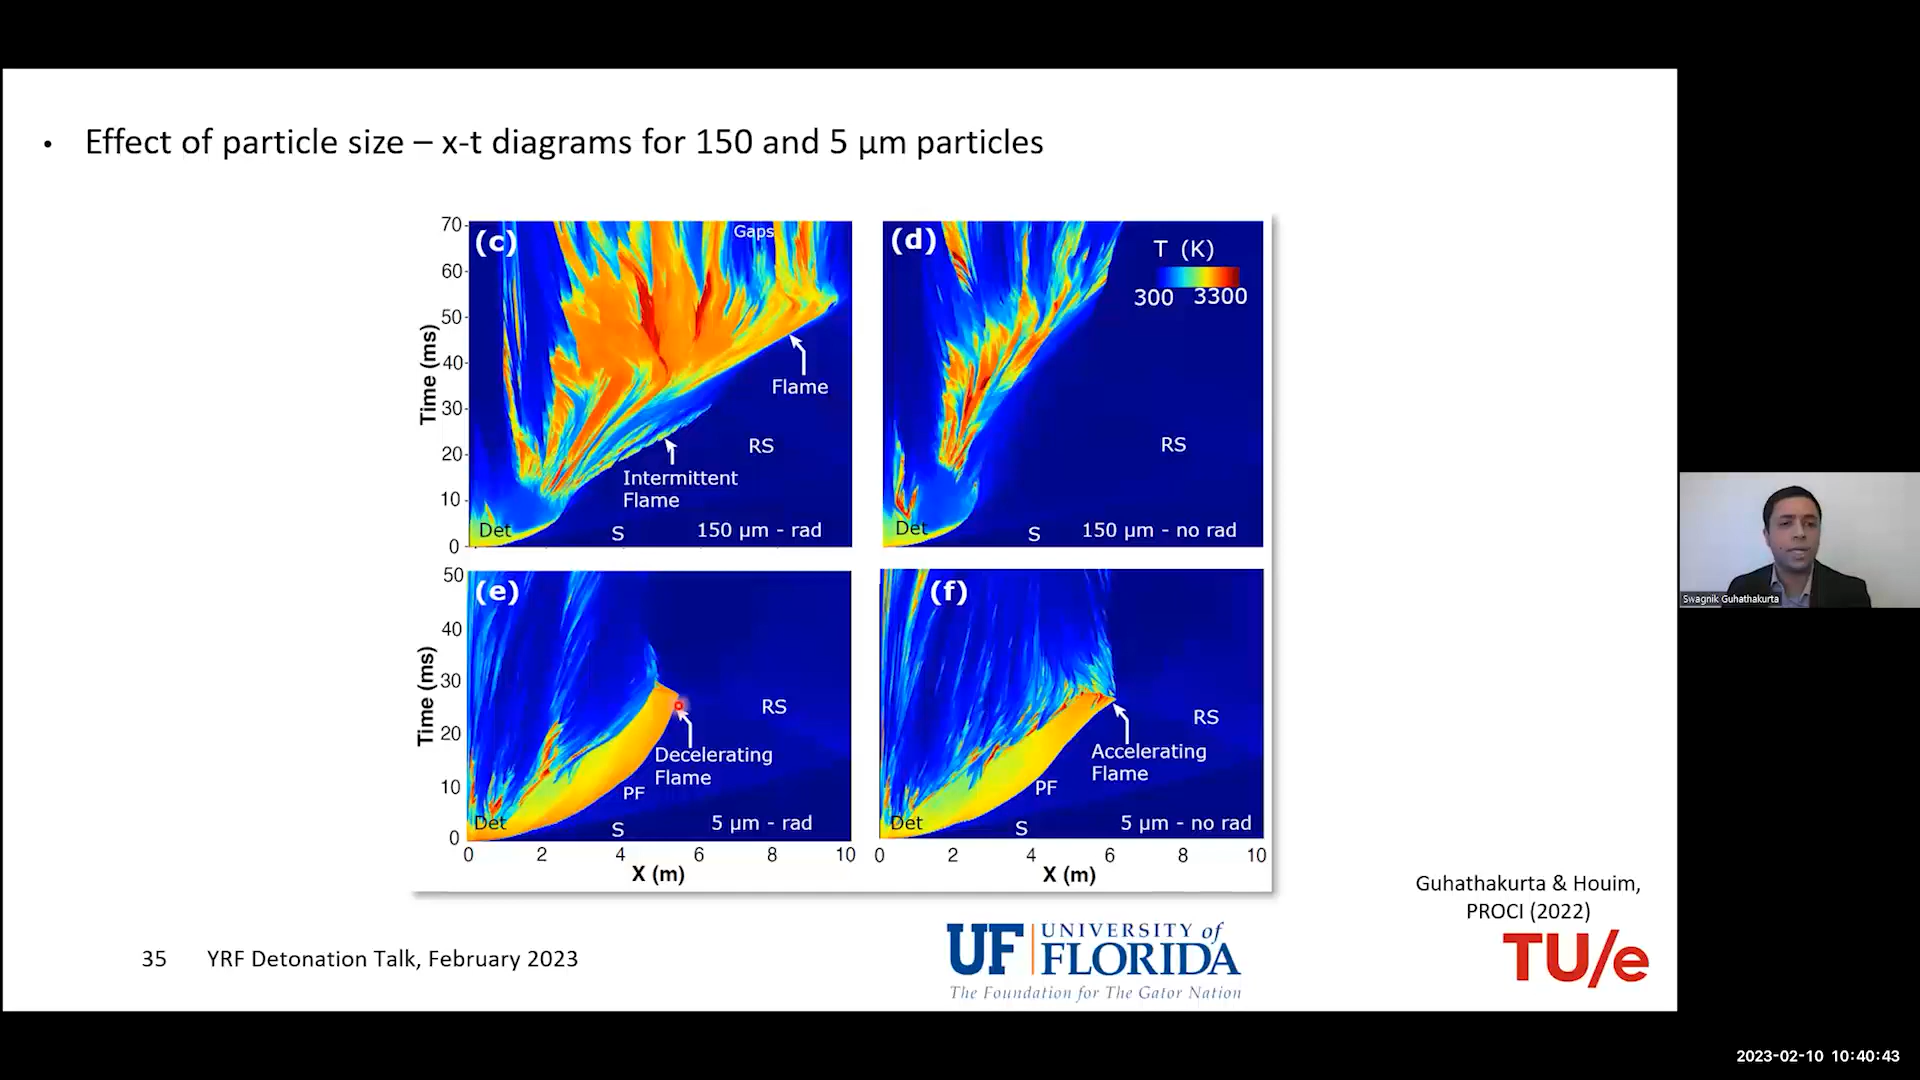 • Effect of particle size – x-t diagrams for 150 and 5 µm particles
70
60
50
40
30
20
10
0
Time (ms)
(c)
Gaps
Flame
Intermittent
Flame
RS
Det
S
150 µm - rad
(d)
T (K)
300 3300
RS
Det
S
150 µm - no rad
50
40
30
20
10
0
Time (ms)
(e)
RS
Decelerating
Flame
PF
Det
S
5 µm - rad
0 2 4 6 8 10
X (m)
(f)
RS
Accelerating
Flame
PF
Det
S
5 µm - no rad
0 2 4 6 8 10
X (m)
Guhathakurta & Houim,
PROCI (2022)
35 YRF Detonation Talk, February 2023
UF UNIVERSITY of
FLORIDA
The Foundation for The Gator Nation
TU/e
Swagnik Guhathakurta
2023-02-10 10:40:43